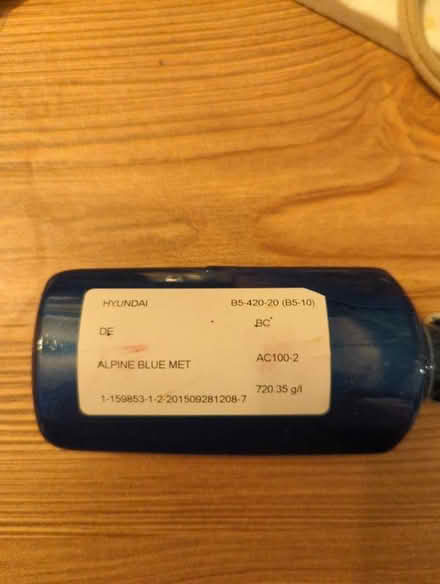 HYUNDAI B5-420-20 (B5-10)
DE BC
ALPINE BLUE MET AC100-2
1-159853-1-2-201509281208-7 720.35 g/l